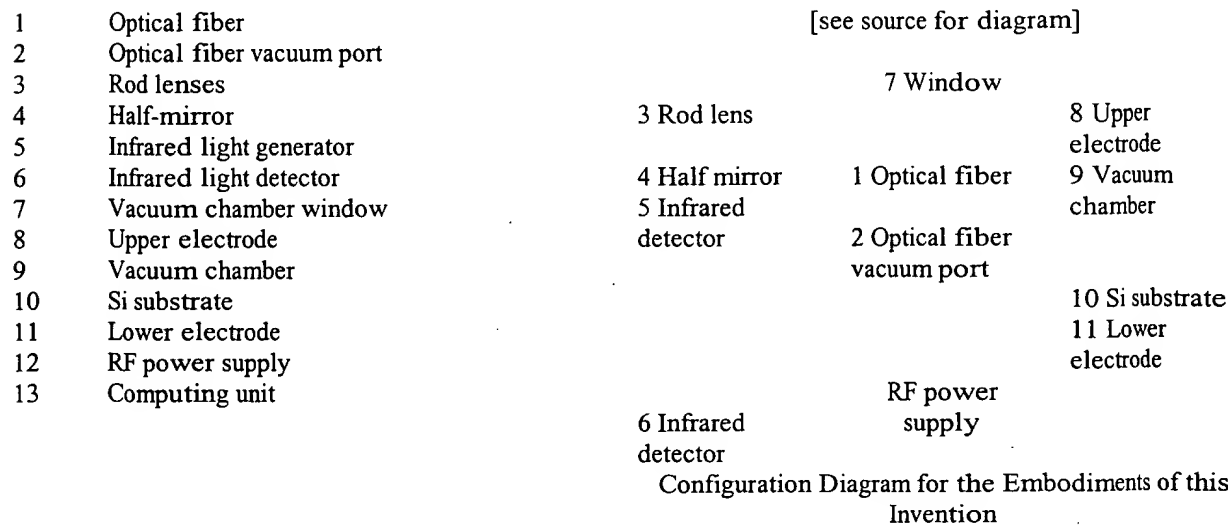 1 Optical fiber
2 Optical fiber vacuum port
3 Rod lenses
4 Half-mirror
5 Infrared light generator
6 Infrared light detector
7 Vacuum chamber window
8 Upper electrode
9 Vacuum chamber
10 Si substrate
11 Lower electrode
12 RF power supply
13 Computing unit
[see source for diagram]
7 Window
3 Rod lens
8 Upper
electrode
4 Half mirror
1 Optical fiber
9 Vacuum
chamber
5 Infrared
detector
2 Optical fiber
vacuum port
10 Si substrate
11 Lower
electrode
RF power
supply
6 Infrared
detector
Configuration Diagram for the Embodiments of this
Invention